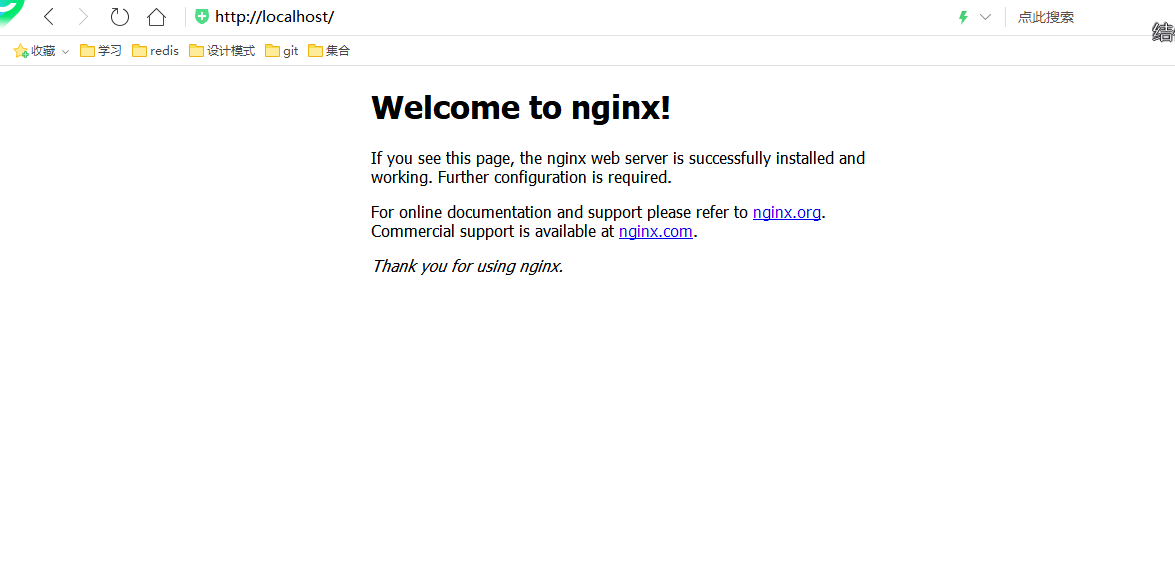 http://localhost/
点此搜索
结
收藏 学习 redis 设计模式 git 集合
Welcome to nginx!
If you see this page, the nginx web server is successfully installed and
working. Further configuration is required.
For online documentation and support please refer to nginx.org.
Commercial support is available at nginx.com.
Thank you for using nginx.